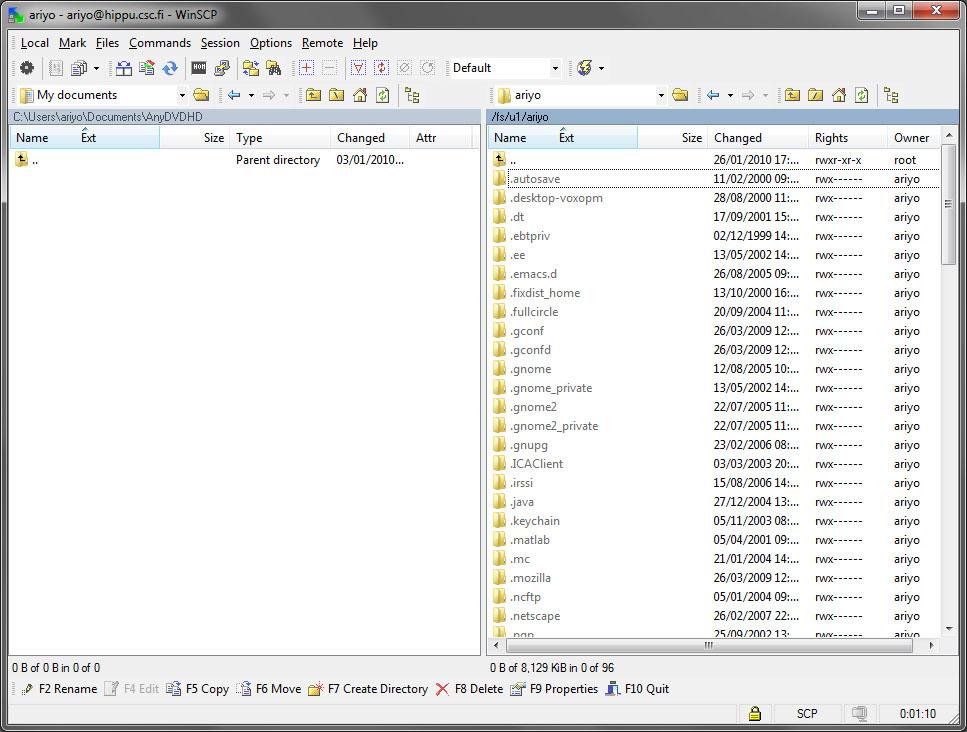 ariyo - ariyo@hippu.csc.fi - WinSCP
Local Mark Files Commands Session Options Remote Help
Default
My documents
ariyo
C:\Users\ariyo\Documents\AnyDVDHD
/fs/u1/ariyo
Name Ext Size Type Changed Attr
.. Parent directory 03/01/2010...
Name Ext Size Changed Rights Owner
.. 26/01/2010 17:... rwxr-xr-x root
.autosave 11/02/2000 09:... rwx------ ariyo
.desktop-voxopm 28/08/2000 11:... rwx------ ariyo
.dt 17/09/2001 15:... rwx------ ariyo
.ebtpriv 02/12/1999 14:... rwx------ ariyo
.ee 13/05/2002 14:... rwx------ ariyo
.emacs.d 26/08/2005 09:... rwx------ ariyo
.fixdist_home 13/10/2000 16:... rwx------ ariyo
.fullcircle 20/09/2004 11:... rwx------ ariyo
.gconf 26/03/2009 12:... rwx------ ariyo
.gconfd 26/03/2009 12:... rwx------ ariyo
.gnome 12/08/2005 10:... rwx------ ariyo
.gnome_private 13/05/2002 14:... rwx------ ariyo
.gnome2 22/07/2005 11:... rwx------ ariyo
.gnome2_private 22/07/2005 11:... rwx------ ariyo
.gnupg 23/02/2006 08:... rwx------ ariyo
.ICAClient 03/03/2003 20:... rwx------ ariyo
.irssi 15/08/2006 14:... rwx------ ariyo
.java 27/12/2004 13:... rwx------ ariyo
.keychain 05/11/2003 08:... rwx------ ariyo
.matlab 05/04/2001 09:... rwx------ ariyo
.mc 21/01/2004 14:... rwx------ ariyo
.mozilla 26/03/2009 12:... rwx------ ariyo
.ncftp 05/01/2004 09:... rwx------ ariyo
.netscape 26/02/2007 22:... rwx------ ariyo
25/09/2002 13:... rwx------ ariyo
0 B of 0 B in 0 of 0
0 B of 8,129 KiB in 0 of 96
F2 Rename F4 Edit F5 Copy F6 Move F7 Create Directory F8 Delete F9 Properties F10 Quit
SCP 0:01:10